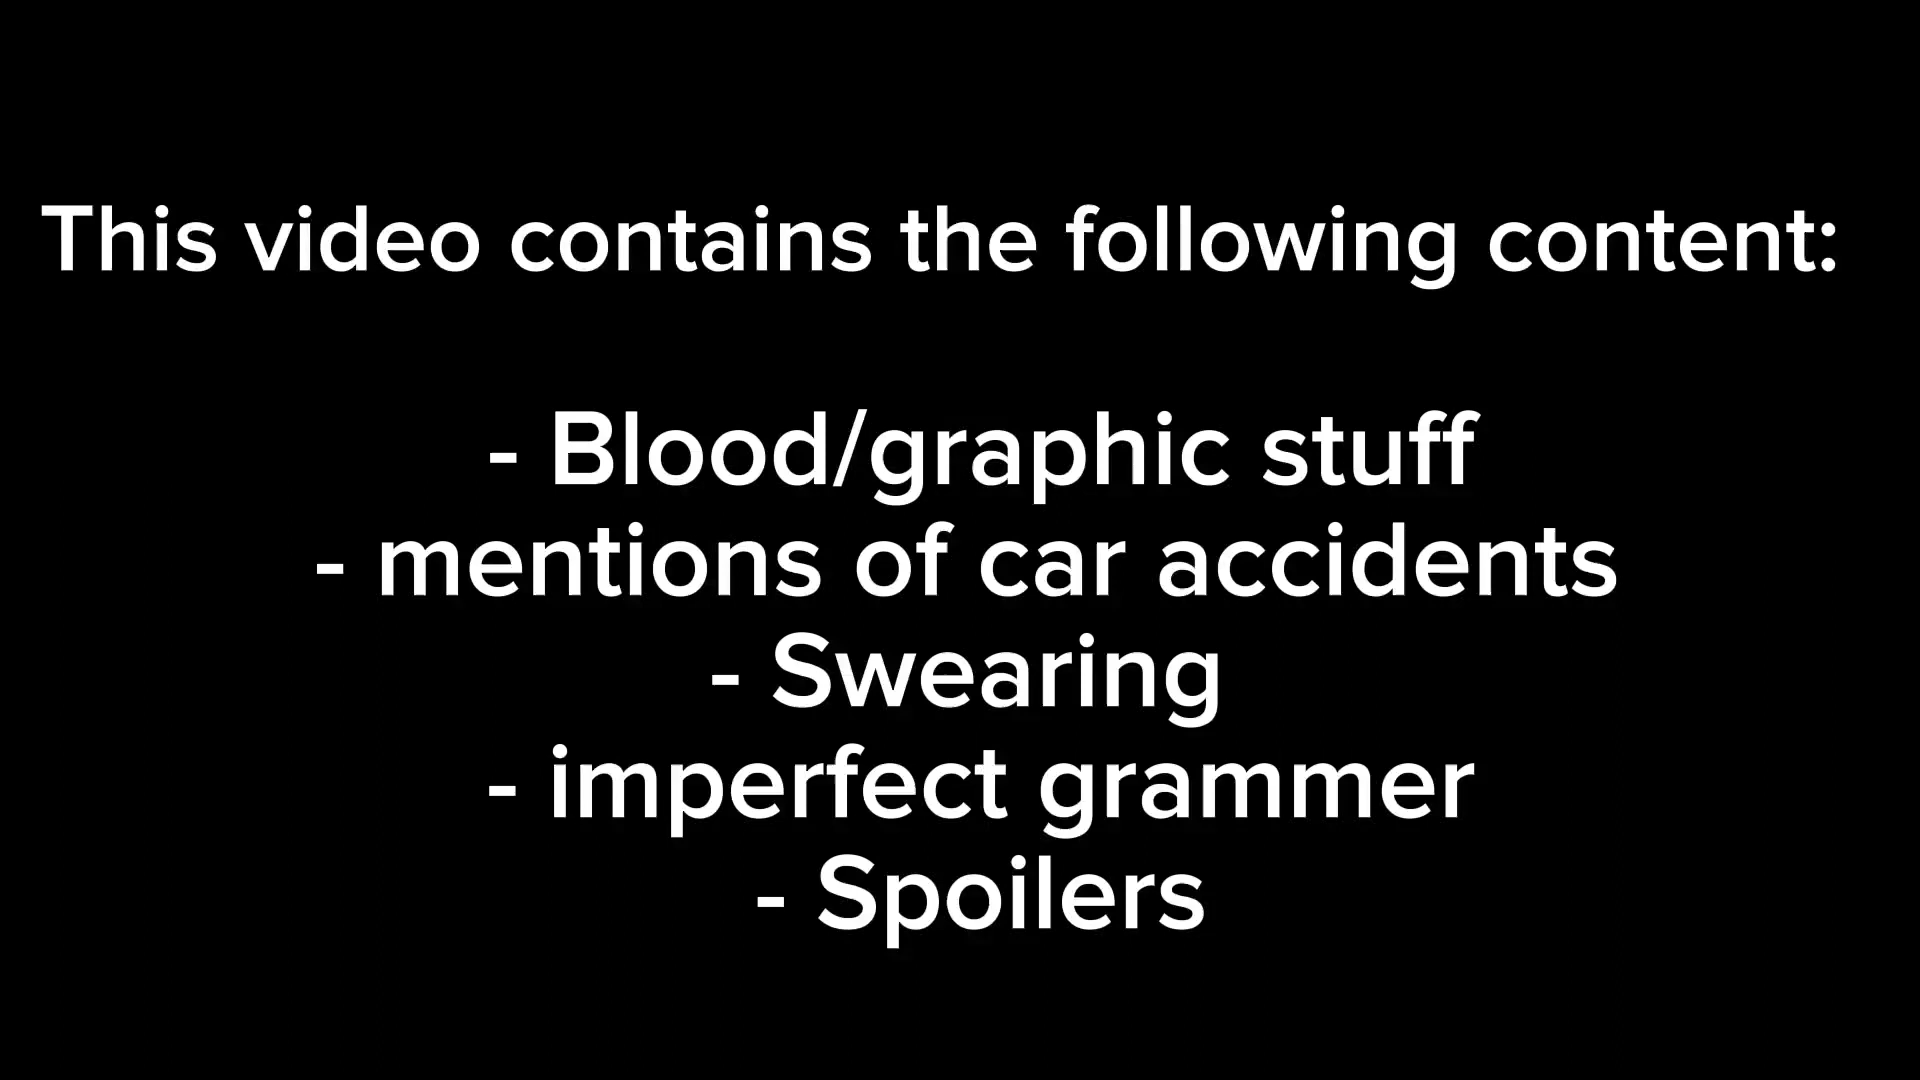 This video contains the following content:
- Blood/graphic stuff
- mentions of car accidents
- Swearing
- imperfect grammer
- Spoilers